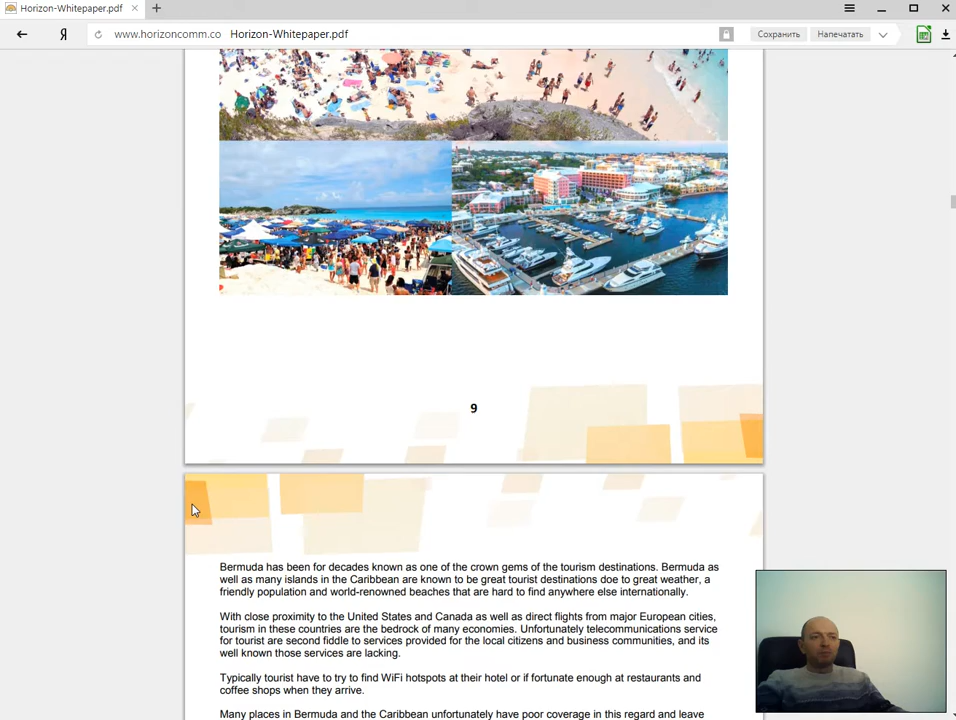 Horizon-Whitepaper.pdf
Я www.horizoncomm.co Horizon-Whitepaper.pdf Сохранить Напечатать
9
Bermuda has been for decades known as one of the crown gems of the tourism destinations. Bermuda as
well as many islands in the Caribbean are known to be great tourist destinations doe to great weather, a
friendly population and world-renowned beaches that are hard to find anywhere else internationally.
With close proximity to the United States and Canada as well as direct flights from major European cities,
tourism in these countries are the bedrock of many economies. Unfortunately telecommunications service
for tourist are second fiddle to services provided for the local citizens and business communities, and its
well known those services are lacking.
Typically tourist have to try to find WiFi hotspots at their hotel or if fortunate enough at restaurants and
coffee shops when they arrive.
Many places in Bermuda and the Caribbean unfortunately have poor coverage in this regard and leave